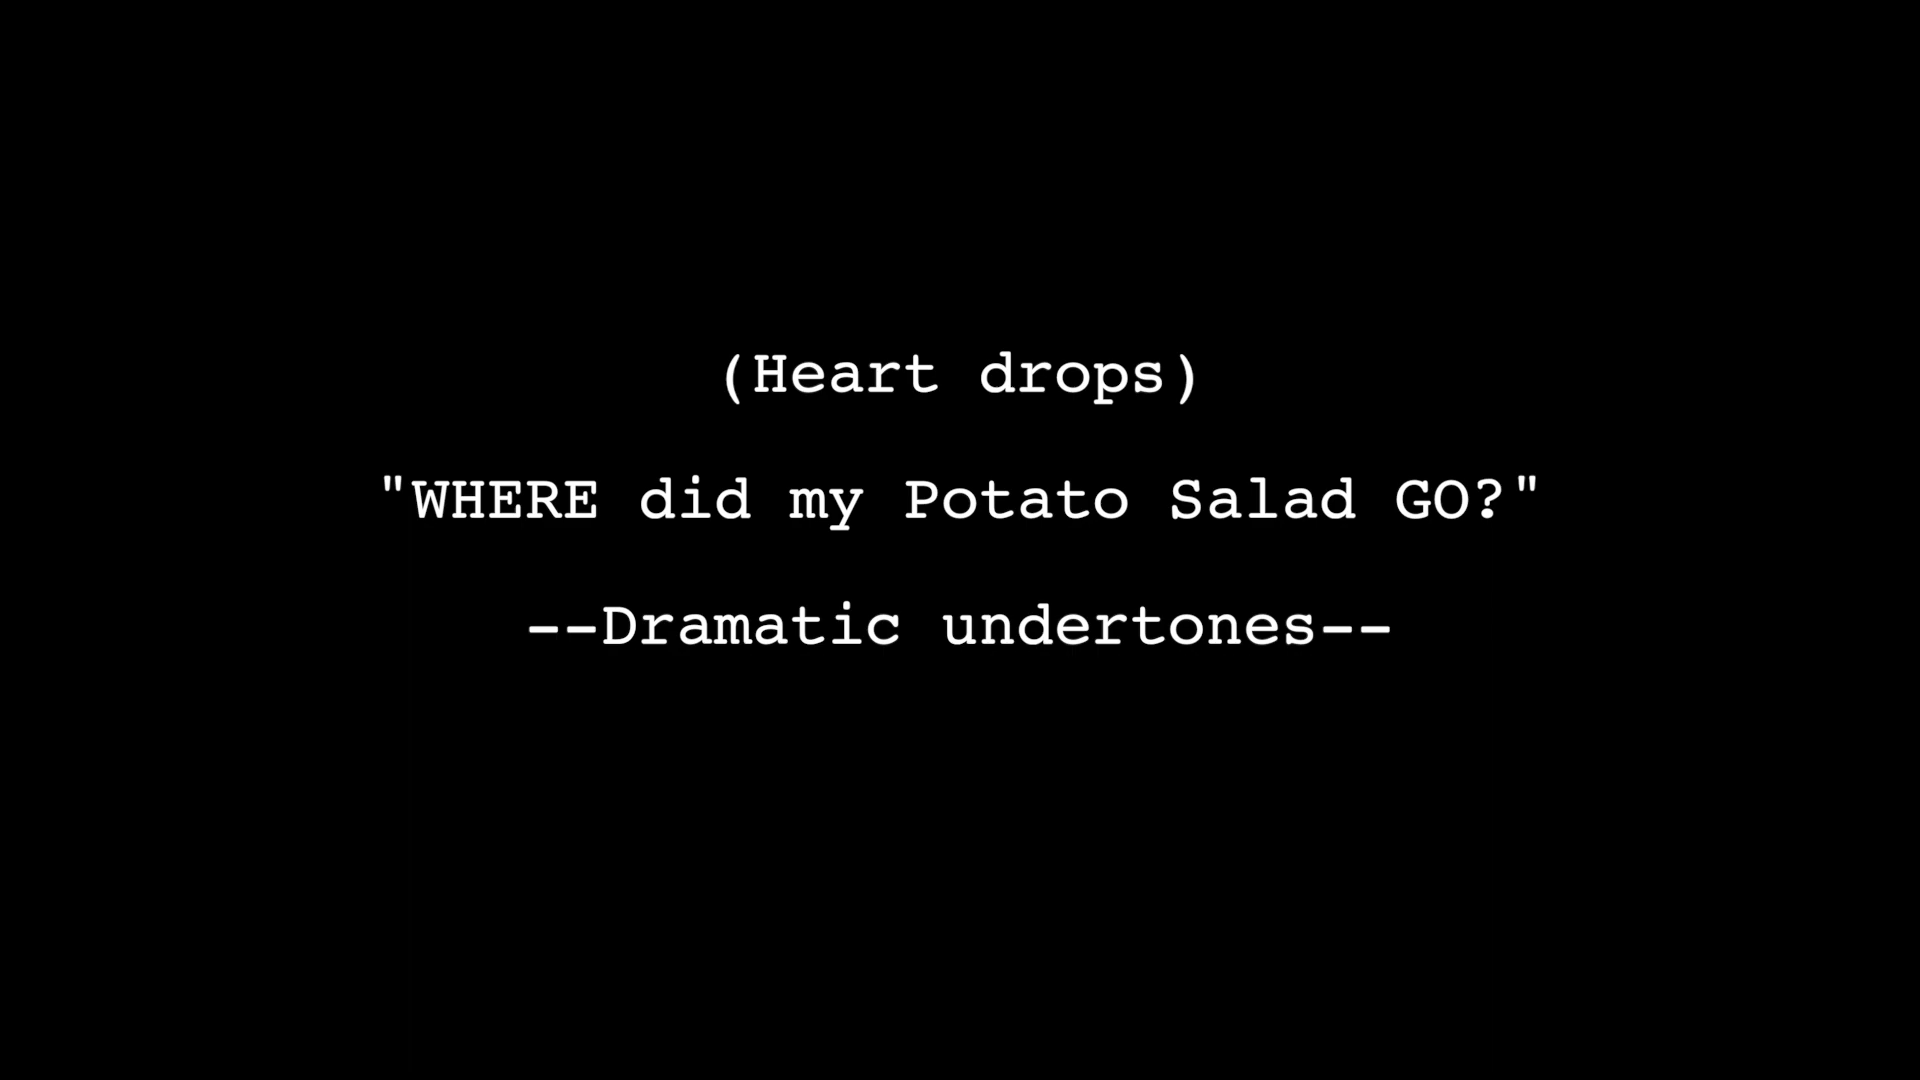 (Heart drops)
"WHERE did my Potato Salad GO?"
--Dramatic undertones--